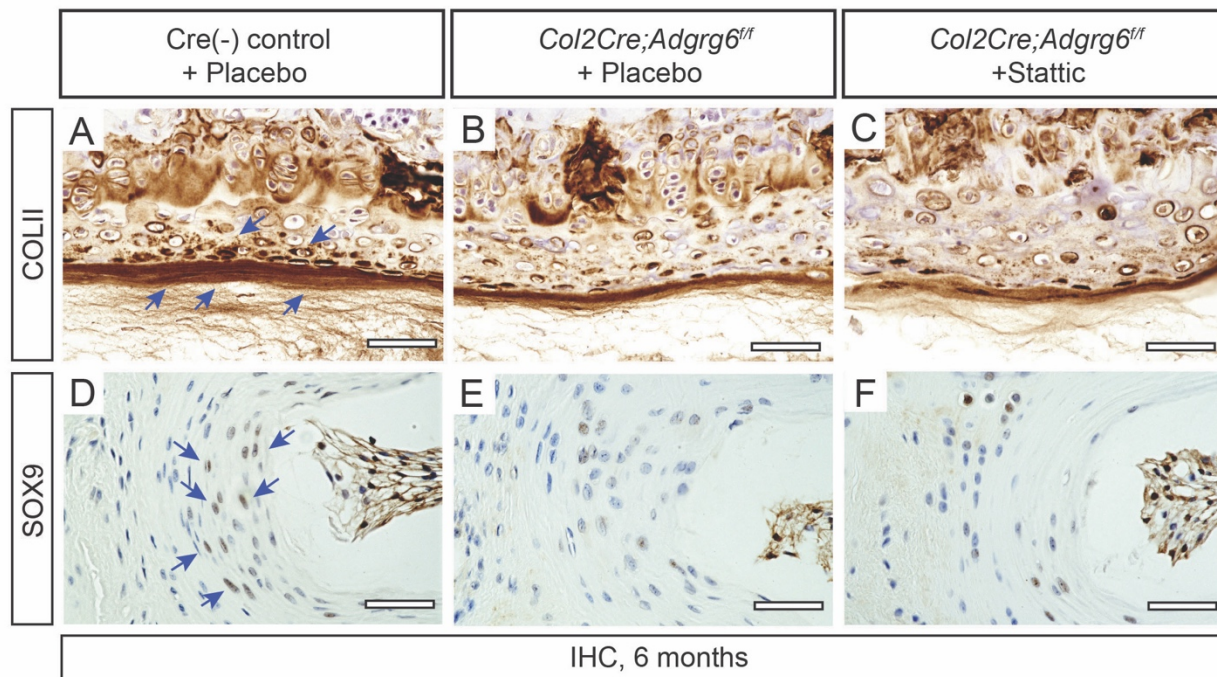 Cre(-) control
+ Placebo
Col2Cre;Adgrg6f/f
+ Placebo
Col2Cre;Adgrg6f/f
+Stattic
COLII
A
B
C
SOX9
D
E
F
IHC, 6 months